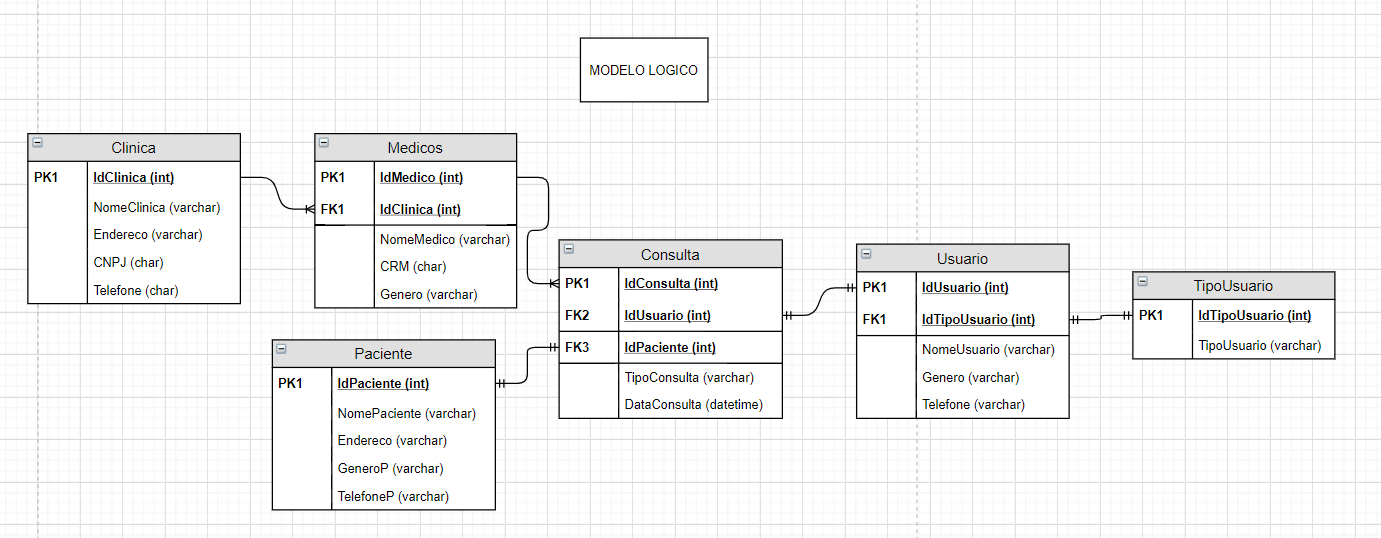 MODELO LOGICO
Clinica
PK1 IdClinica (int)
NomeClinica (varchar)
Endereco (varchar)
CNPJ (char)
Telefone (char)
Medicos
PK1 IdMedico (int)
FK1 IdClinica (int)
NomeMedico (varchar)
CRM (char)
Genero (varchar)
Paciente
PK1 IdPaciente (int)
NomePaciente (varchar)
Endereco (varchar)
GeneroP (varchar)
TelefoneP (varchar)
Consulta
PK1 IdConsulta (int)
FK2 IdUsuario (int)
FK3 IdPaciente (int)
TipoConsulta (varchar)
DataConsulta (datetime)
Usuario
PK1 IdUsuario (int)
FK1 IdTipoUsuario (int)
NomeUsuario (varchar)
Genero (varchar)
Telefone (varchar)
TipoUsuario
PK1 IdTipoUsuario (int)
TipoUsuario (varchar)